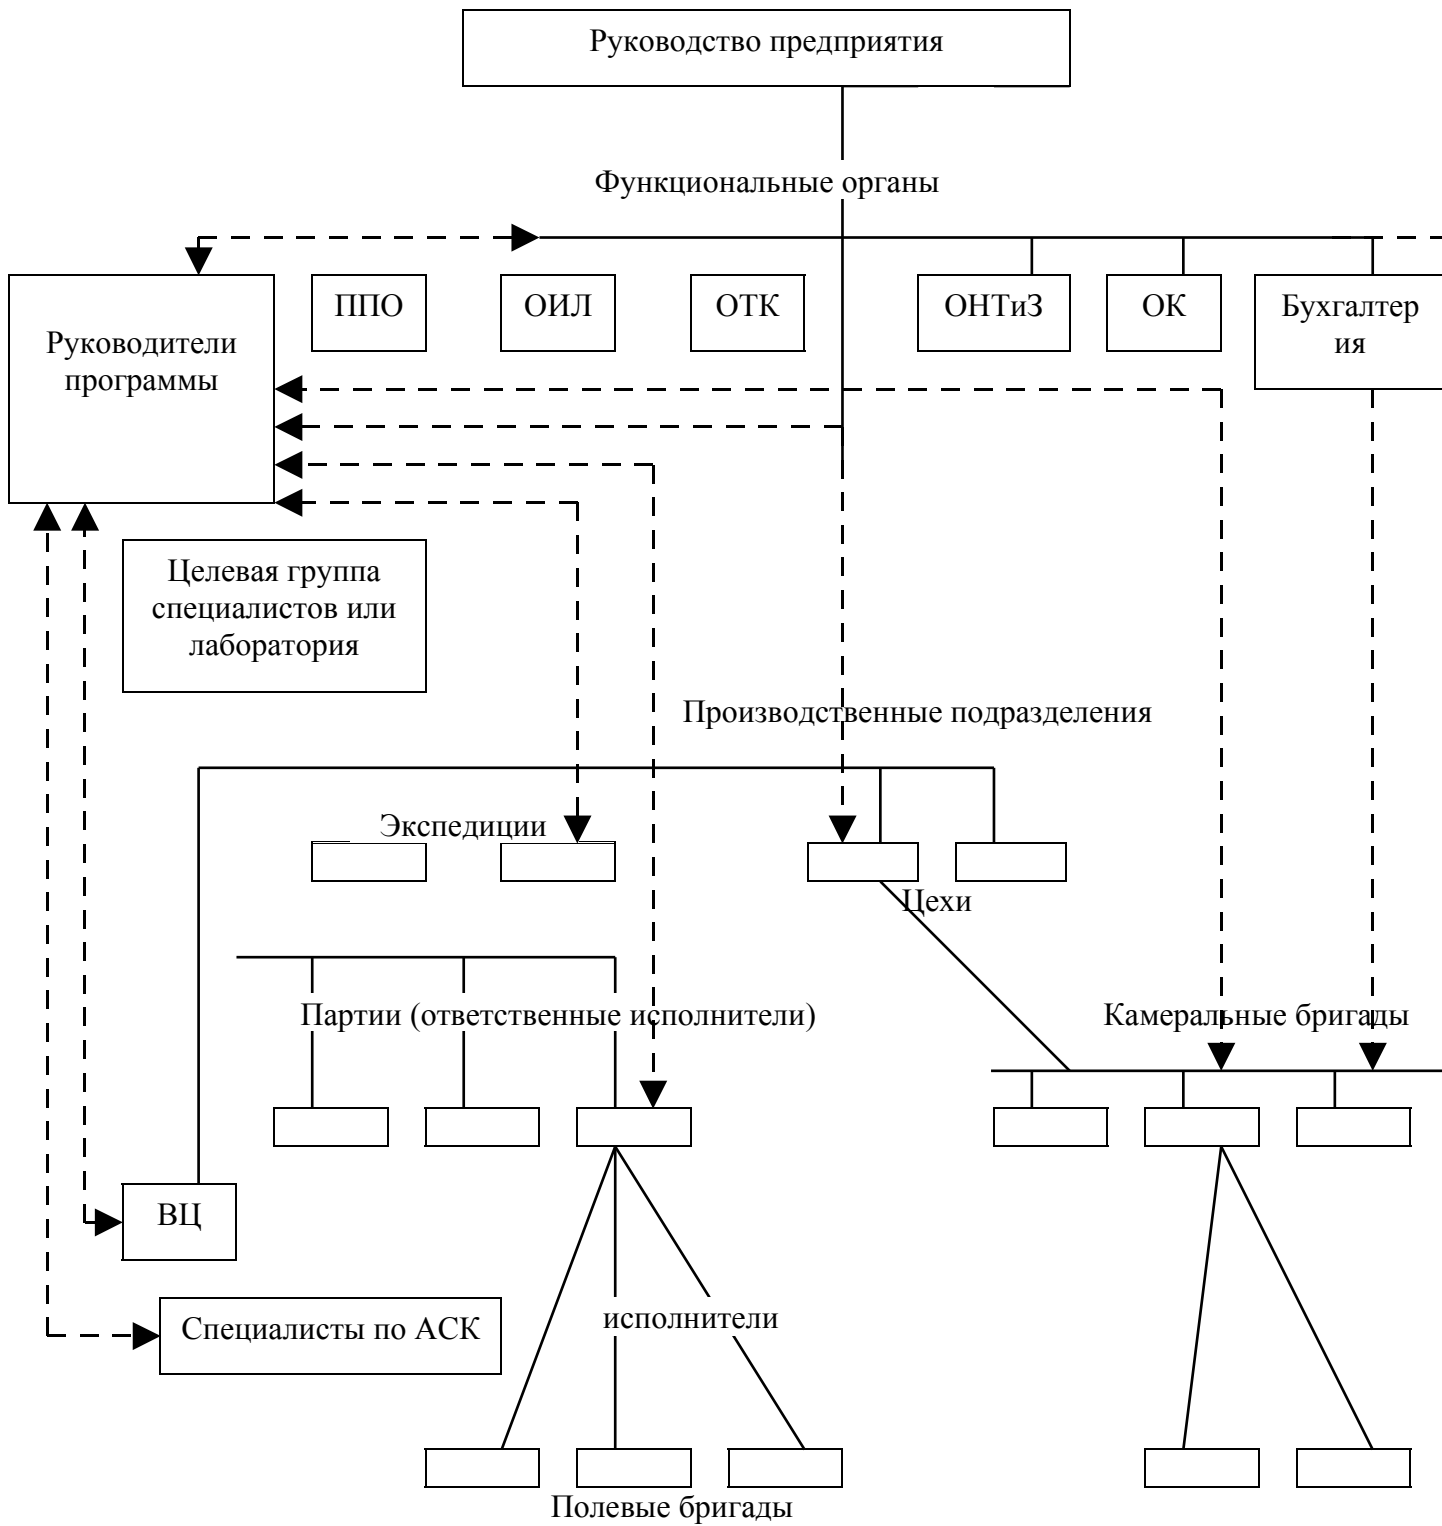 Руководство предприятия
Функциональные органы
ППО
ОИЛ
ОТК
ОНТиЗ
ОК
Бухгалтер
ия
Руководители
программы
Целевая группа
специалистов или
лаборатория
Производственные подразделения
Экспедиции
Цехи
Партии (ответственные исполнители)
Камеральные бригады
ВЦ
Специалисты по АСК
исполнители
Полевые бригады